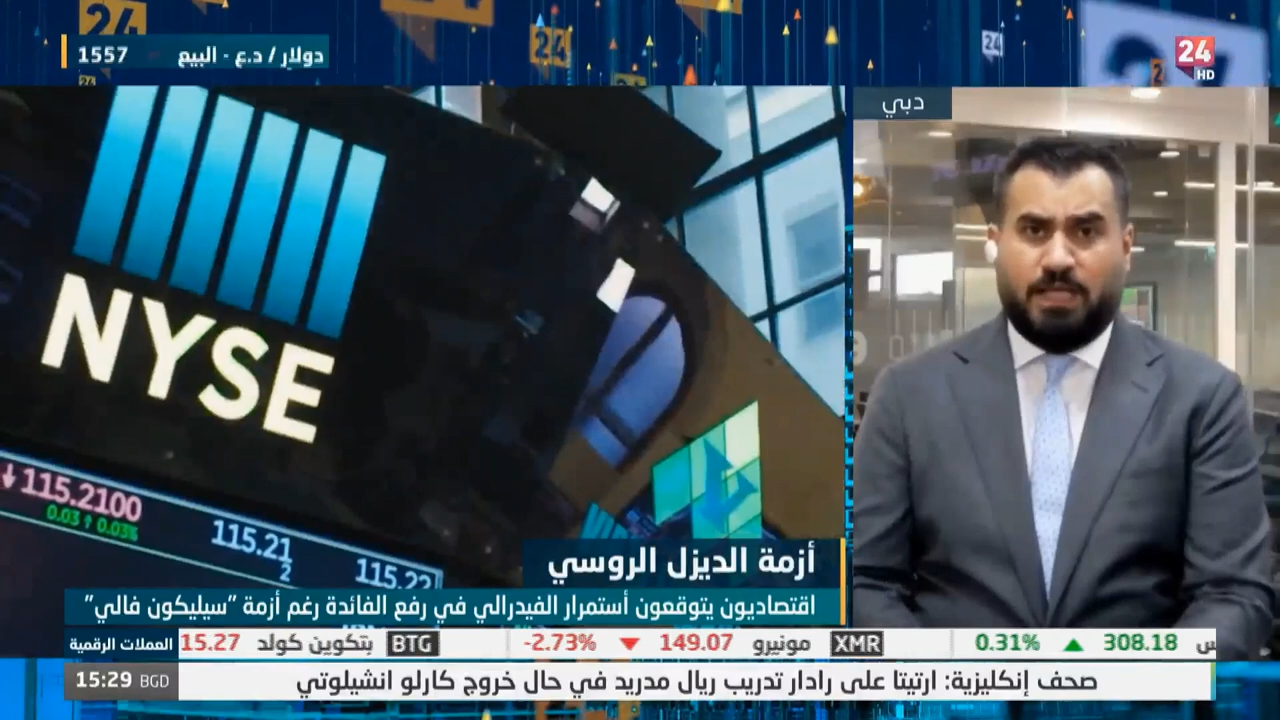 دولار / د.ع - البيع 1557
24
HD
دبي
NYSE
115.2100
0.03 0.03%
115.21
2
115.22
أزمة الديزل الروسي
اقتصاديون يتوقعون أستمرار الفيدرالي في رفع الفائدة رغم أزمة "سيليكون فالي"
العملات الرقمية
س 308.18 ▲ 0.31% XMR مونيرو 149.07 ▼ -2.73% BTG بتكوين كولد 15.27
صحف إنكليزية: ارتيتا على رادار تدريب ريال مدريد في حال خروج كارلو انشيلوتي
15:29 BGD